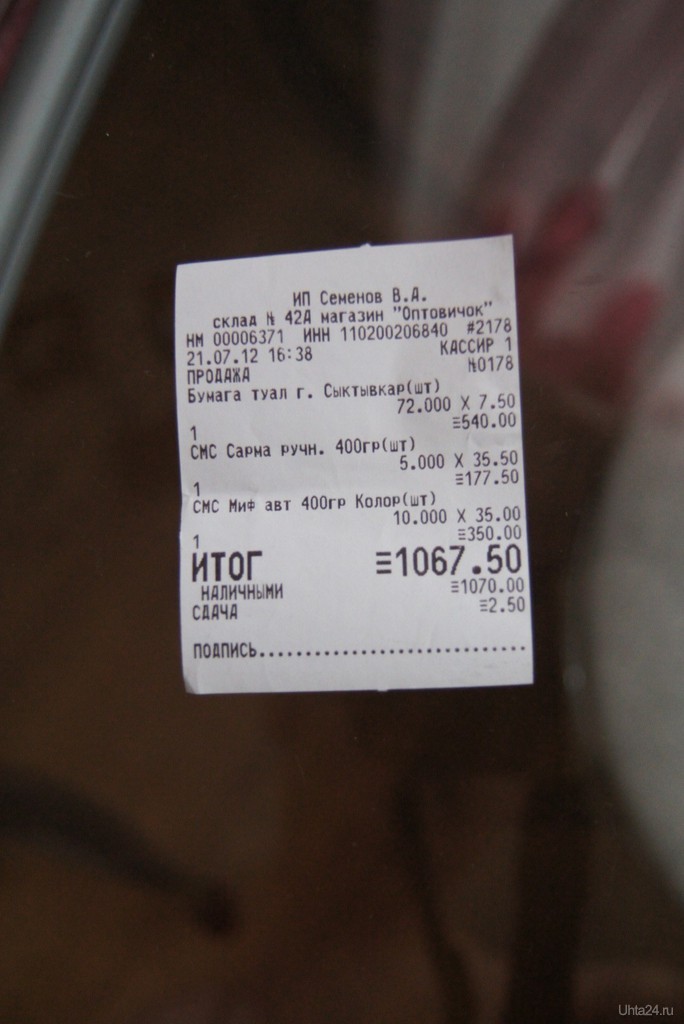 ИП Семенов В.А.
склад № 42А магазин "Оптовичок"
НМ 00006371 ИНН 110200206840 #2178
21.07.12 16:38 КАССИР 1
ПРОДАЖА №0178
Бумага туал г. Сыктывкар(шт)
72.000 X 7.50
1 ≡540.00
СМС Сарма ручн. 400гр(шт)
5.000 X 35.50
1 ≡177.50
СМС Миф авт 400гр Колор(шт)
10.000 X 35.00
1 ≡350.00
ИТОГ ≡1067.50
НАЛИЧНЫМИ ≡1070.00
СДАЧА ≡2.50
ПОДПИСЬ..............................
Uhta24.ru